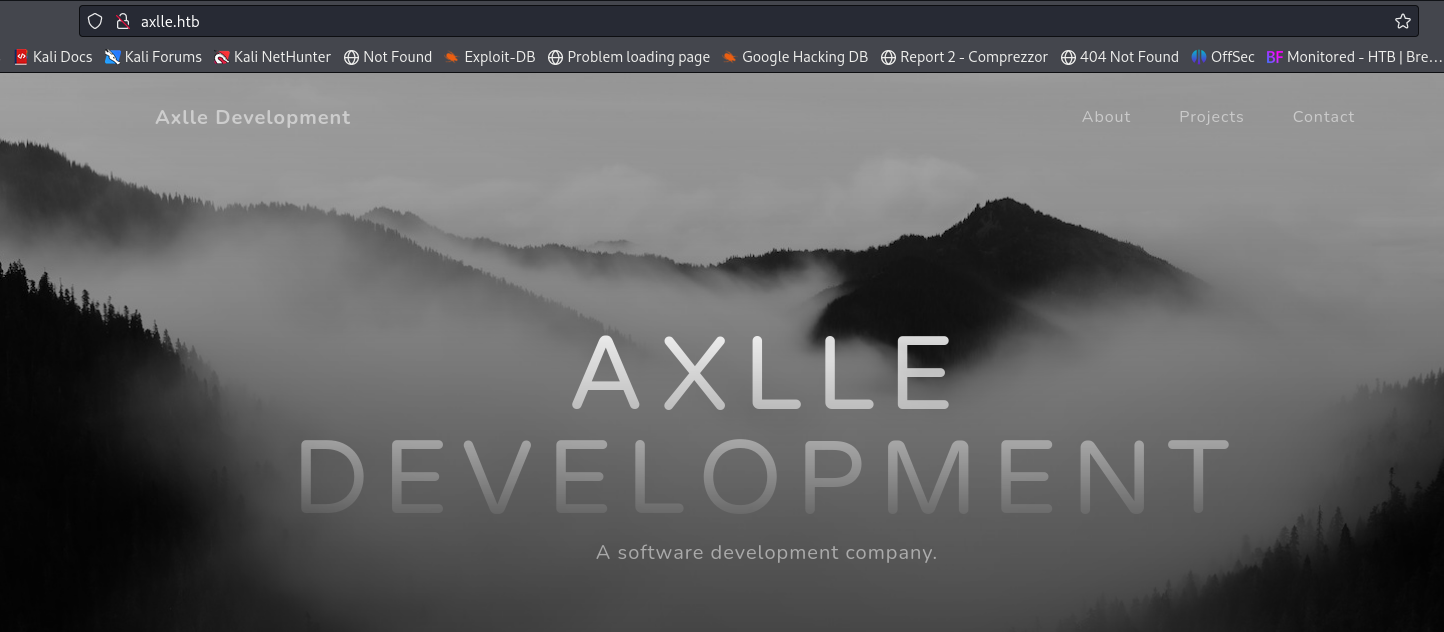 axlle.htb
Kali Docs Kali Forums Kali NetHunter Not Found Exploit-DB Problem loading page Google Hacking DB Report 2 - Comprezzor 404 Not Found OffSec BF Monitored - HTB | Bre...
Axlle Development About Projects Contact
AXLLE
DEVELOPMENT
A software development company.